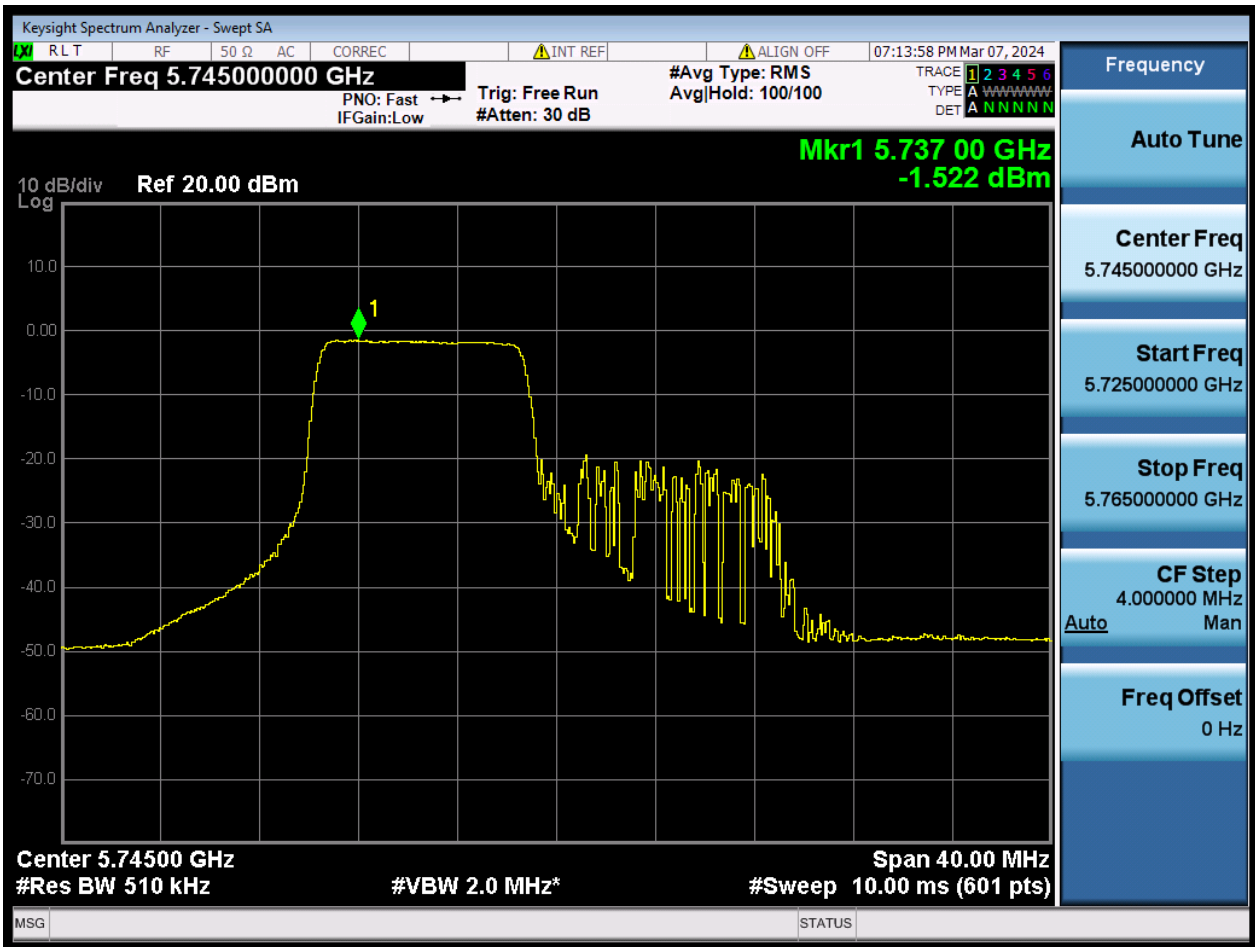 Keysight Spectrum Analyzer - Swept SA
LXI RLT RF 50 Ω AC CORREC INT REF ALIGN OFF 07:13:58 PM Mar 07, 2024
Center Freq 5.745000000 GHz
PNO: Fast
IFGain:Low
Trig: Free Run
#Atten: 30 dB
#Avg Type: RMS
Avg|Hold: 100/100
TRACE 1 2 3 4 5 6
TYPE A WWWWW
DET A N N N N N
Mkr1 5.737 00 GHz
-1.522 dBm
10 dB/div Ref 20.00 dBm
Log
10.0
0.00
-10.0
-20.0
-30.0
-40.0
-50.0
-60.0
-70.0
1
Center 5.74500 GHz Span 40.00 MHz
#Res BW 510 kHz #VBW 2.0 MHz* #Sweep 10.00 ms (601 pts)
MSG STATUS
Frequency
Auto Tune
Center Freq
5.745000000 GHz
Start Freq
5.725000000 GHz
Stop Freq
5.765000000 GHz
CF Step
4.000000 MHz
Auto Man
Freq Offset
0 Hz